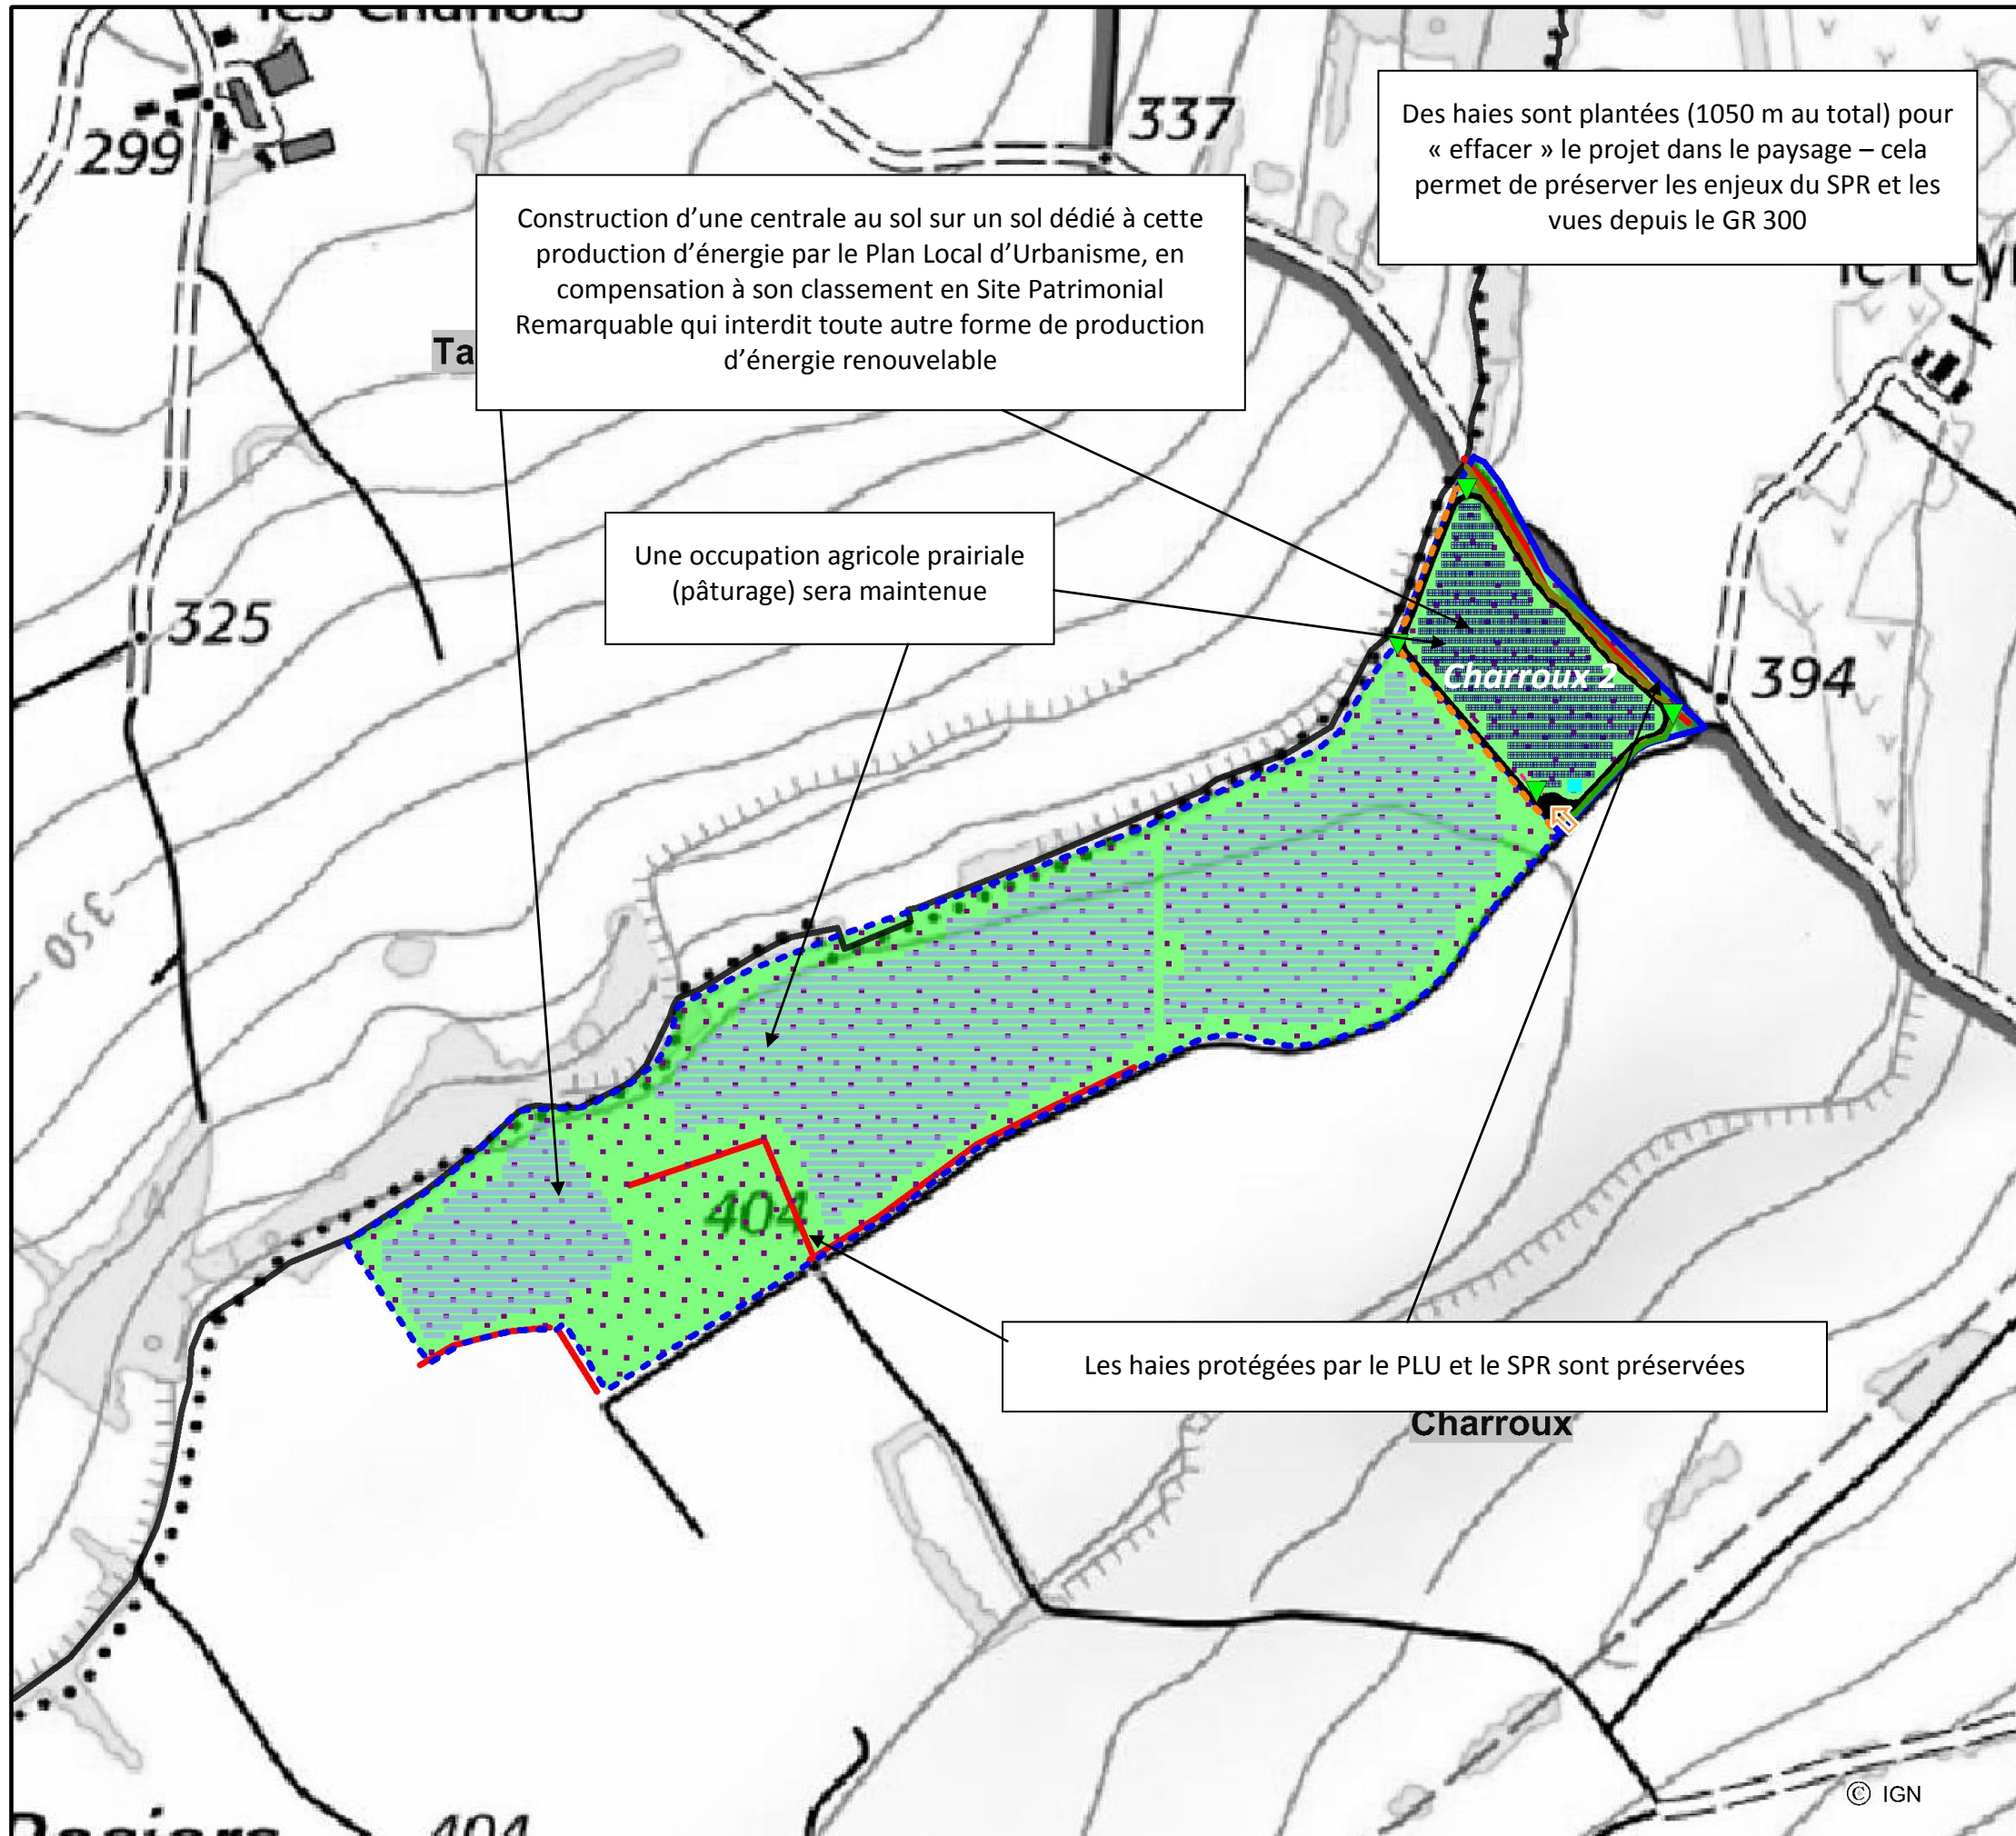 les Chanots
299
337
Des haies sont plantées (1050 m au total) pour
« effacer » le projet dans le paysage – cela
permet de préserver les enjeux du SPR et les
vues depuis le GR 300
Construction d’une centrale au sol sur un sol dédié à cette
production d’énergie par le Plan Local d’Urbanisme, en
compensation à son classement en Site Patrimonial
Remarquable qui interdit toute autre forme de production
d’énergie renouvelable
Ta
Une occupation agricole prairiale
(pâturage) sera maintenue
325
Charroux 2
394
350
404
Les haies protégées par le PLU et le SPR sont préservées
Charroux
© IGN
404